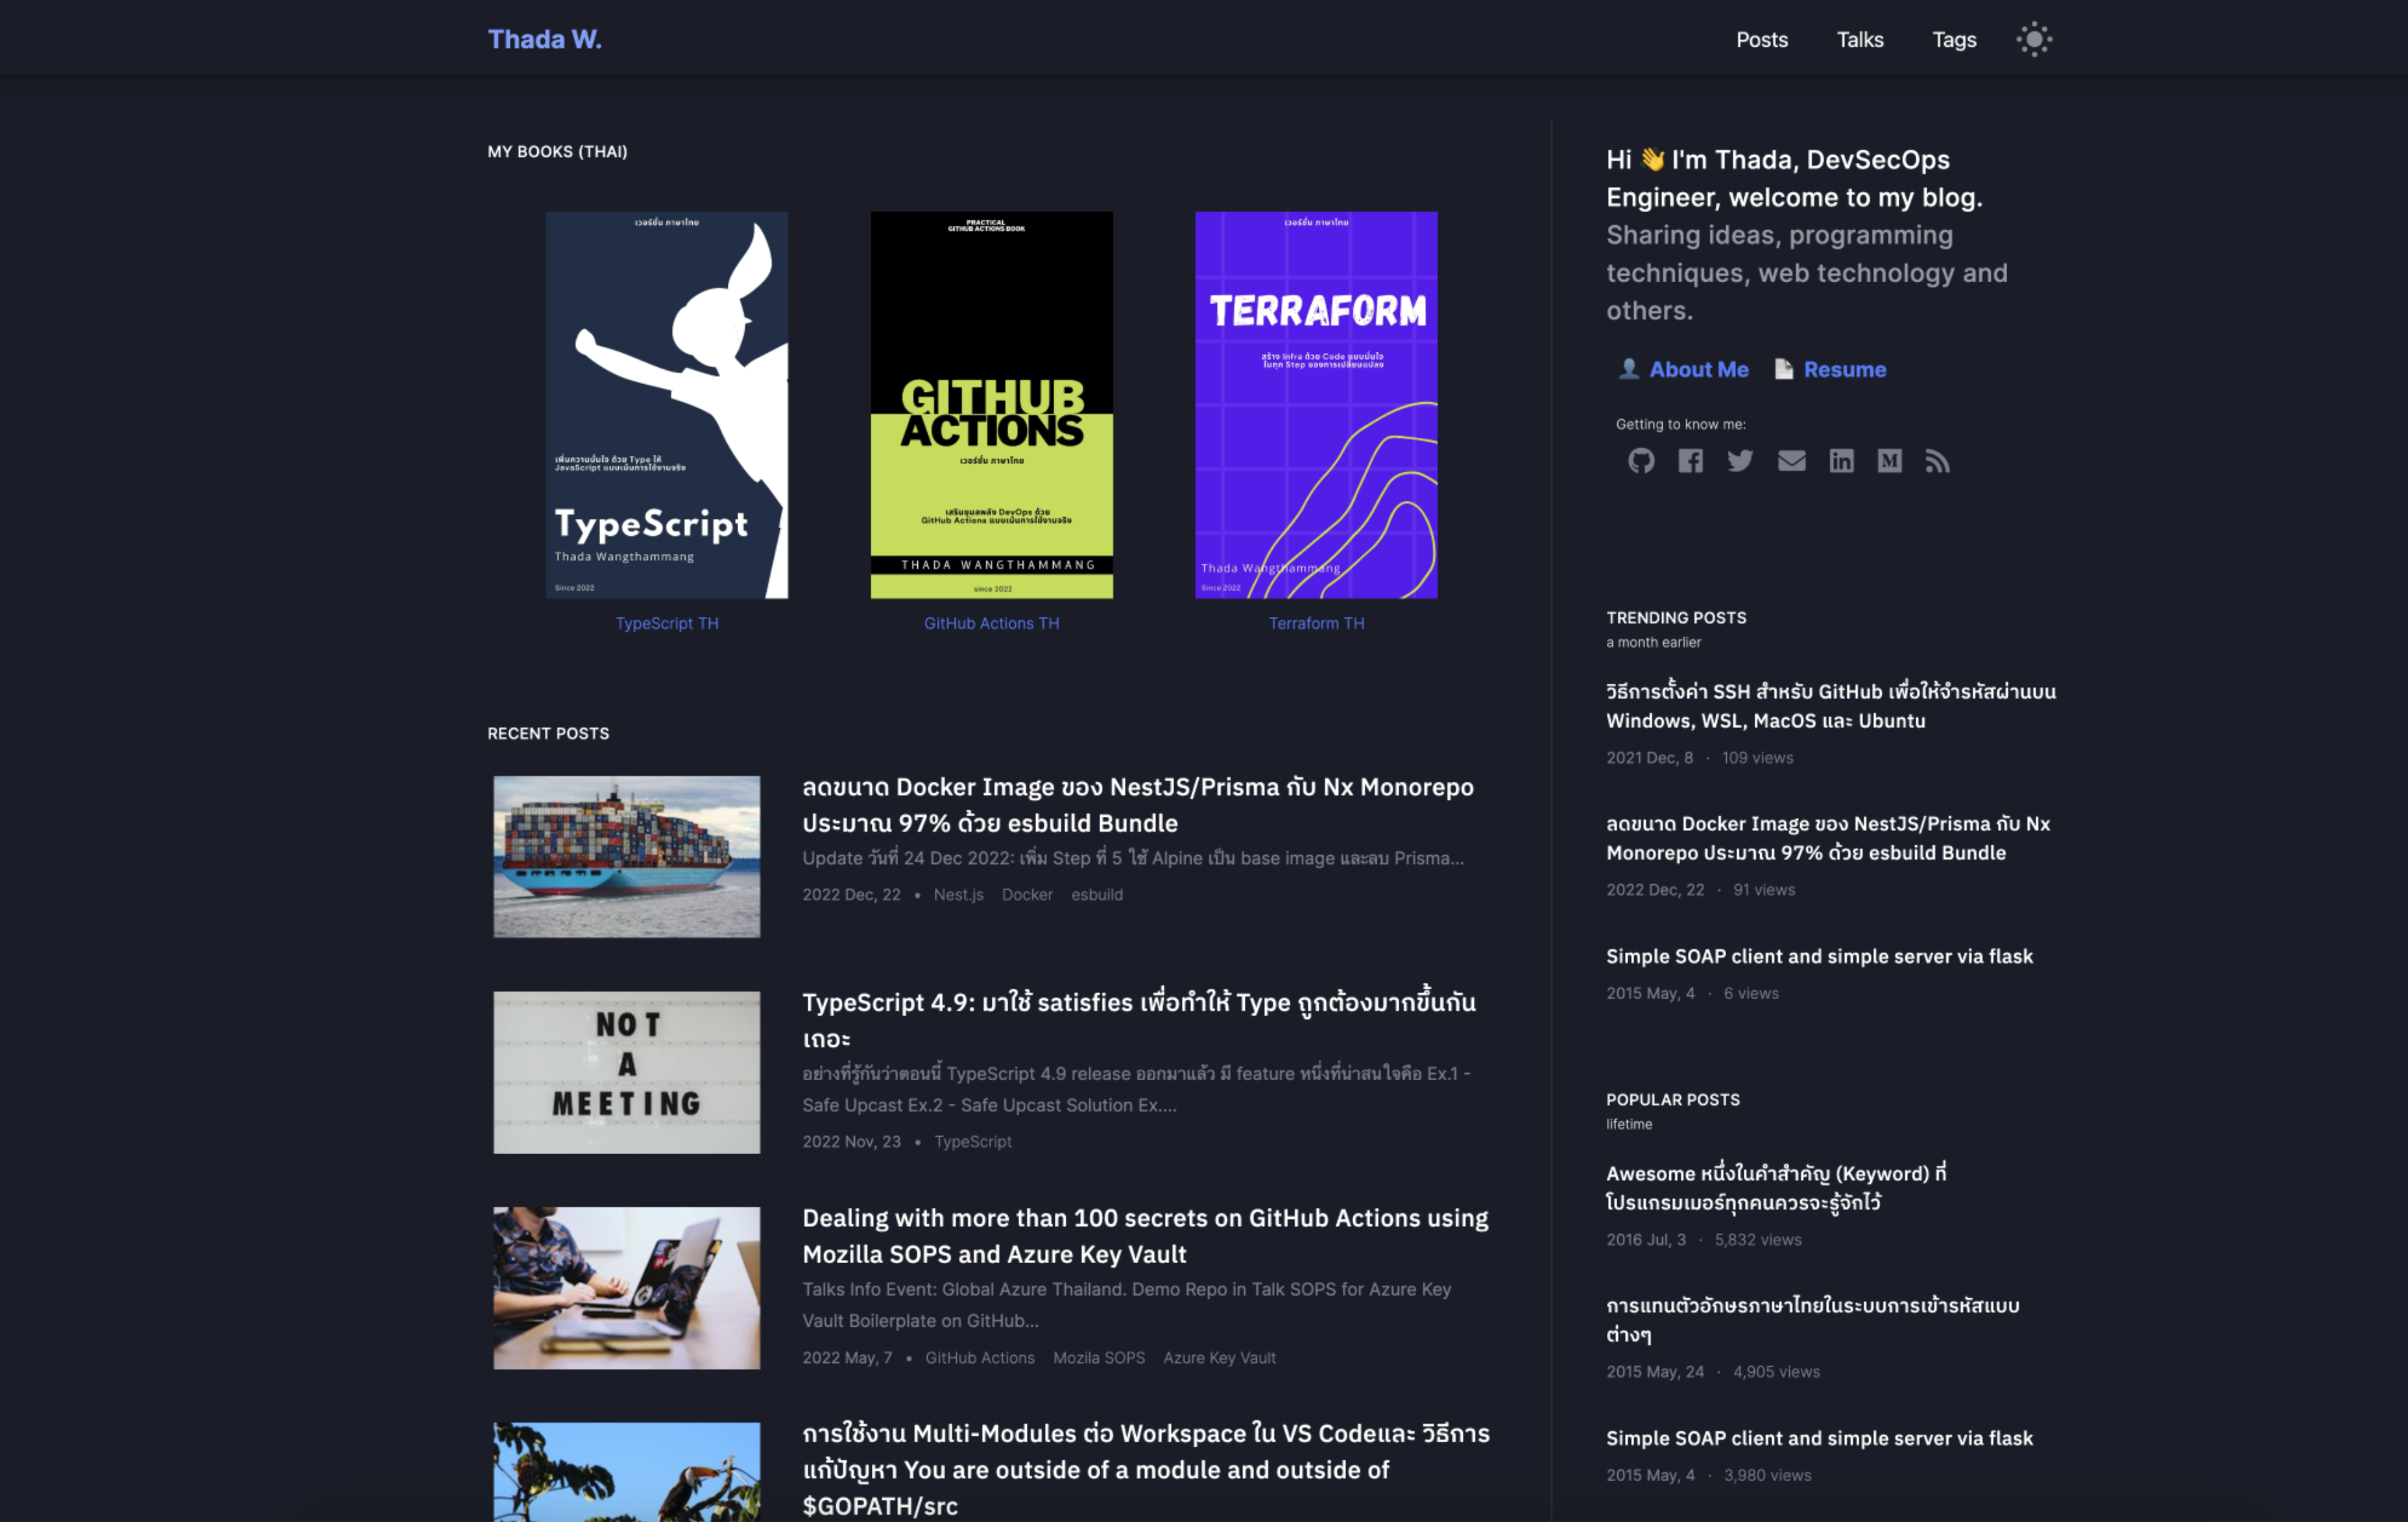 Thada W.
Posts
Talks
Tags
MY BOOKS (THAI)
เวอร์ชั่น ภาษาไทย
เพิ่มความมั่นใจ ด้วย Type ให้
JavaScript แบบเน้นการใช้งานจริง
TypeScript
Thada Wangthammang
Since 2022
TypeScript TH
PRACTICAL
GITHUB ACTIONS BOOK
GITHUB
ACTIONS
เวอร์ชั่น ภาษาไทย
เสริมขุมพลัง DevOps ด้วย
GitHub Actions แบบเน้นการใช้งานจริง
THADA WANGTHAMMANG
since 2022
GitHub Actions TH
เวอร์ชั่น ภาษาไทย
TERRAFORM
สร้าง Infra ด้วย Code แบบมั่นใจ
ในทุก Step ของการเปลี่ยนแปลง
Thada Wangthammang
Since 2022
Terraform TH
RECENT POSTS
ลดขนาด Docker Image ของ NestJS/Prisma กับ Nx Monorepo
ประมาณ 97% ด้วย esbuild Bundle
Update วันที่ 24 Dec 2022: เพิ่ม Step ที่ 5 ใช้ Alpine เป็น base image และลบ Prisma...
2022 Dec, 22 • Nest.js Docker esbuild
NOT
A
MEETING
TypeScript 4.9: มาใช้ satisfies เพื่อทำให้ Type ถูกต้องมากขึ้นกัน
เถอะ
อย่างที่รู้กันว่าตอนนี้ TypeScript 4.9 release ออกมาแล้ว มี feature หนึ่งที่น่าสนใจคือ Ex.1 -
Safe Upcast Ex.2 - Safe Upcast Solution Ex....
2022 Nov, 23 • TypeScript
Dealing with more than 100 secrets on GitHub Actions using
Mozilla SOPS and Azure Key Vault
Talks Info Event: Global Azure Thailand. Demo Repo in Talk SOPS for Azure Key
Vault Boilerplate on GitHub...
2022 May, 7 • GitHub Actions Mozila SOPS Azure Key Vault
การใช้งาน Multi-Modules ต่อ Workspace ใน VS Codeและ วิธีการ
แก้ปัญหา You are outside of a module and outside of
$GOPATH/src
Hi 👋 I'm Thada, DevSecOps
Engineer, welcome to my blog.
Sharing ideas, programming
techniques, web technology and
others.
About Me
Resume
Getting to know me:
TRENDING POSTS
a month earlier
วิธีการตั้งค่า SSH สำหรับ GitHub เพื่อให้จำรหัสผ่านบน
Windows, WSL, MacOS และ Ubuntu
2021 Dec, 8 · 109 views
ลดขนาด Docker Image ของ NestJS/Prisma กับ Nx
Monorepo ประมาณ 97% ด้วย esbuild Bundle
2022 Dec, 22 · 91 views
Simple SOAP client and simple server via flask
2015 May, 4 · 6 views
POPULAR POSTS
lifetime
Awesome หนึ่งในคำสำคัญ (Keyword) ที่
โปรแกรมเมอร์ทุกคนควรจะรู้จักไว้
2016 Jul, 3 · 5,832 views
การแทนตัวอักษรภาษาไทยในระบบการเข้ารหัสแบบ
ต่างๆ
2015 May, 24 · 4,905 views
Simple SOAP client and simple server via flask
2015 May, 4 · 3,980 views